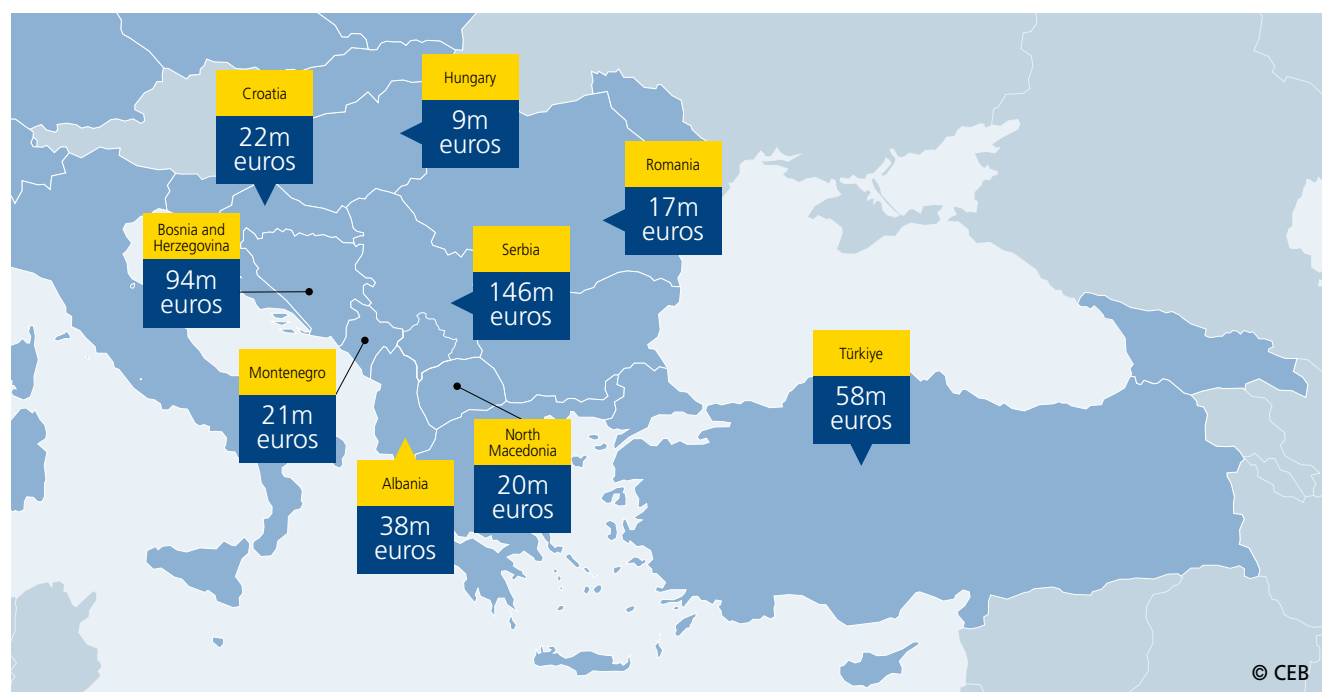 Croatia
22m
euros
Hungary
9m
euros
Romania
17m
euros
Bosnia and
Herzegovina
94m
euros
Serbia
146m
euros
Montenegro
21m
euros
Türkiye
58m
euros
Albania
38m
euros
North
Macedonia
20m
euros
© CEB